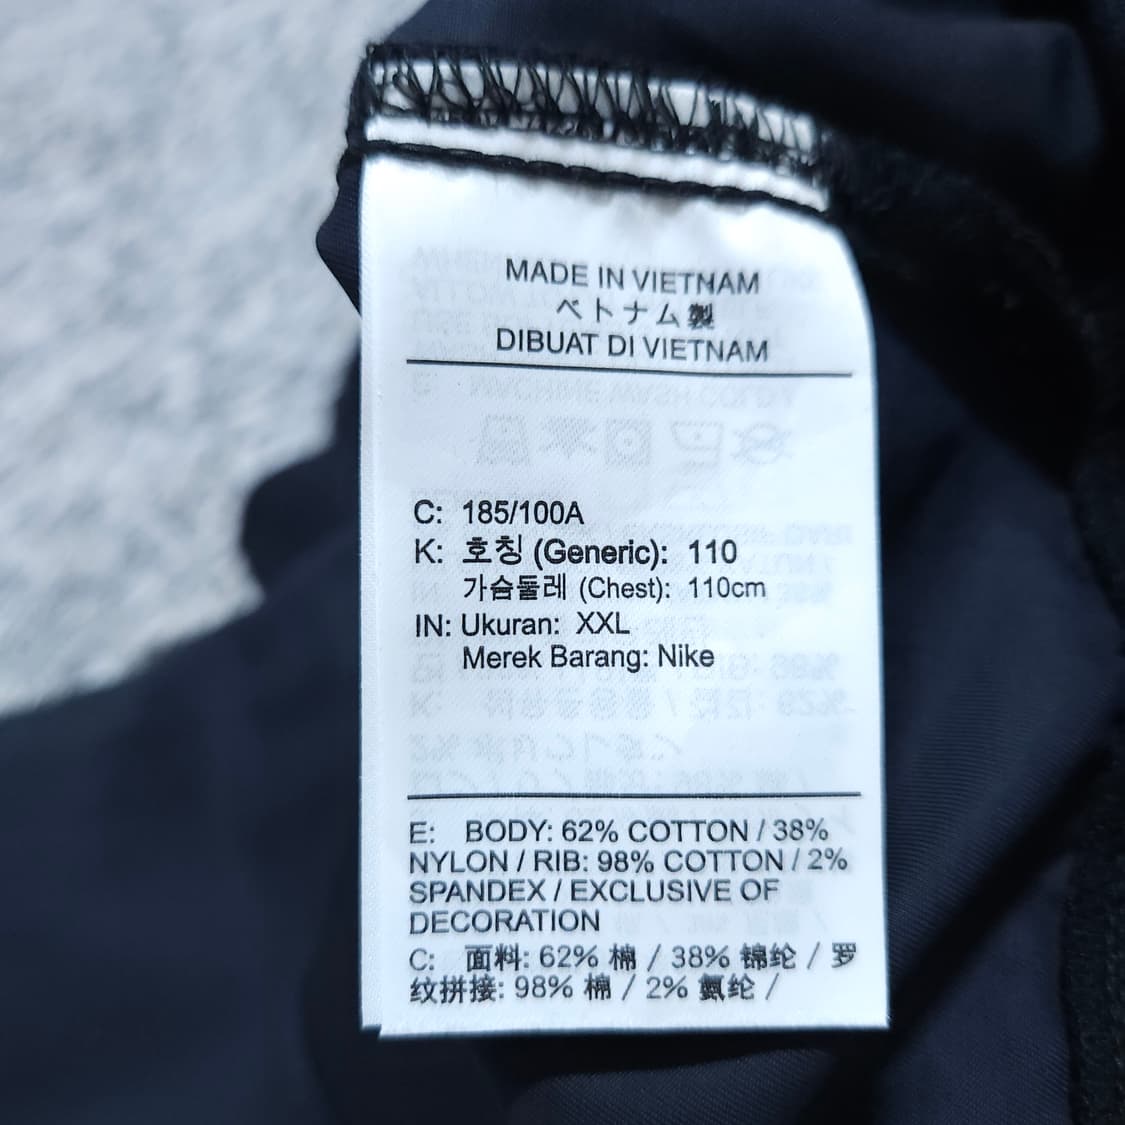 MADE IN VIETNAM
ベトナム製
DIBUAT DI VIETNAM
C: 185/100A
K: 호칭 (Generic): 110
가슴둘레 (Chest): 110cm
IN: Ukuran: XXL
Merek Barang: Nike
E: BODY: 62% COTTON / 38%
NYLON / RIB: 98% COTTON / 2%
SPANDEX / EXCLUSIVE OF
DECORATION
C: 面料: 62% 棉 / 38% 锦纶 / 罗
纹拼接: 98% 棉 / 2% 氨纶 /